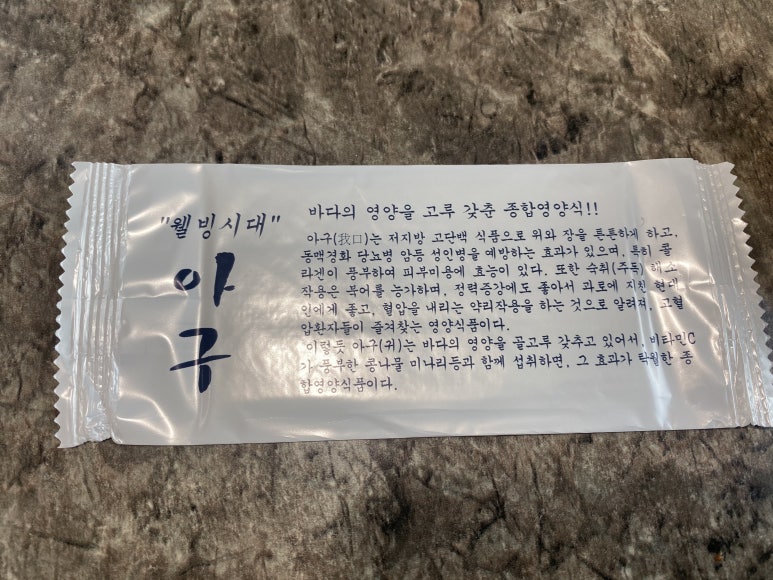 "웰빙시대"
아
구
바다의 영양을 고루 갖춘 종합영양식!!
아구(我口)는 저지방 고단백 식품으로 위와 장을 튼튼하게 하고,
동맥경화 당뇨병 암등 성인병을 예방하는 효과가 있으며, 특히 콜
라겐이 풍부하여 피부미용에 효능이 있다. 또한 숙취(주독) 해소
작용은 북어를 능가하며, 정력증강에도 좋아서 과로에 지친 현대
인에게 좋고, 혈압을 내리는 약리작용을 하는 것으로 알려져, 고혈
압환자들이 즐겨찾는 영양식품이다.
이렇듯 아구(귀)는 바다의 영양을 골고루 갖추고 있어서, 비타민C
가 풍부한 콩나물 미나리등과 함께 섭취하면, 그 효과가 탁월한 종
합영양식품이다.